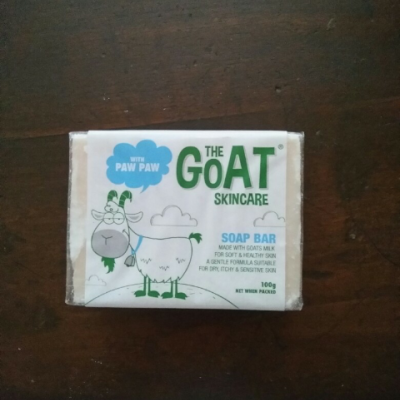 WITH
PAW PAW
THE
GOAT®
SKINCARE
SOAP BAR
MADE WITH GOATS MILK
FOR SOFT & HEALTHY SKIN
A GENTLE FORMULA SUITABLE
FOR DRY, ITCHY & SENSITIVE SKIN
100g
NET WHEN PACKED